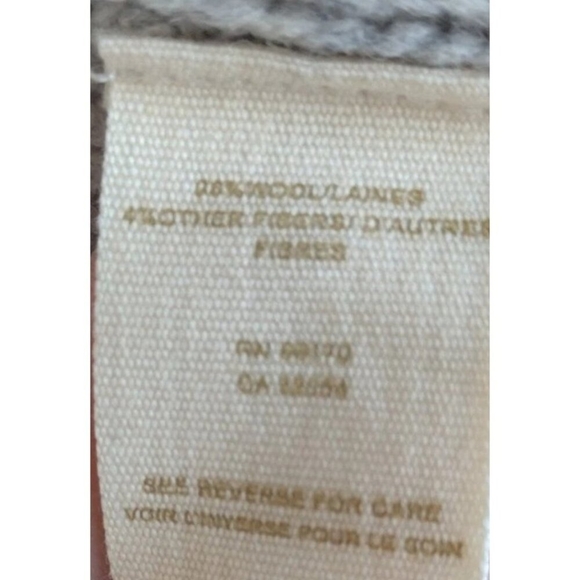 96% WOOL/LAINES
4% OTHER FIBERS/ D'AUTRES
FIBRES
RN
CA
SEE REVERSE FOR CARE
VOIR L'INVERSE POUR LE SOIN